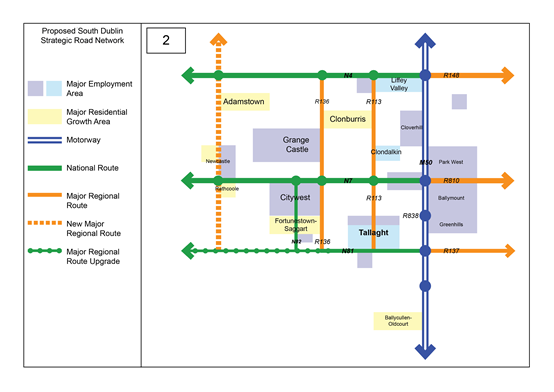 Proposed South Dublin
Strategic Road Network
Major Employment
Area
Major Residential
Growth Area
Motorway
National Route
Major Regional
Route
New Major
Regional Route
Major Regional
Route Upgrade
2
N4
R148
Liffey
Valley
Adamstown
R136
R113
Clonburris
Cloverhill
Grange
Castle
Clondalkin
Newcastle
M50
Park West
N7
R810
Rathcoole
Citywest
R113
Ballymount
R838
Fortunestown-
Saggart
Greenhills
Tallaght
N82
R136
N81
R137
Ballycullen-
Oldcourt